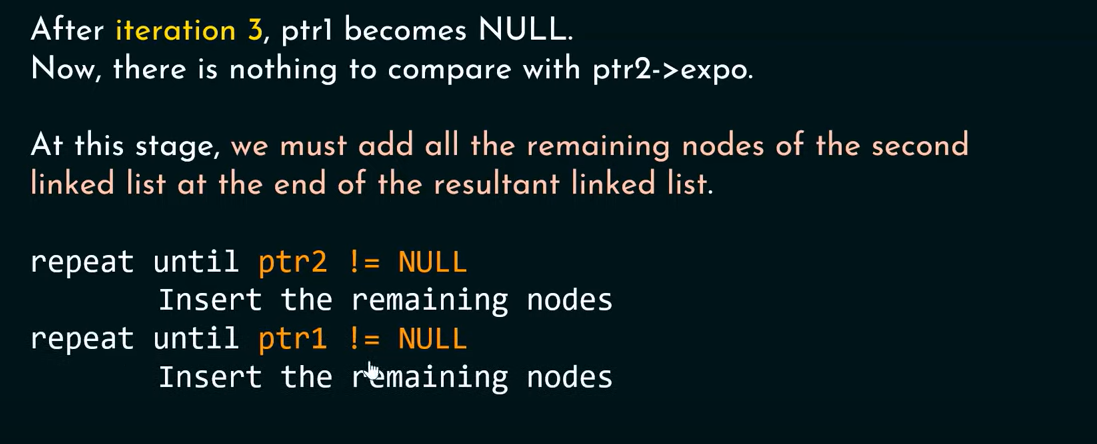 After iteration 3, ptr1 becomes NULL.
Now, there is nothing to compare with ptr2->expo.
At this stage, we must add all the remaining nodes of the second
linked list at the end of the resultant linked list.
repeat until ptr2 != NULL
Insert the remaining nodes
repeat until ptr1 != NULL
Insert the remaining nodes